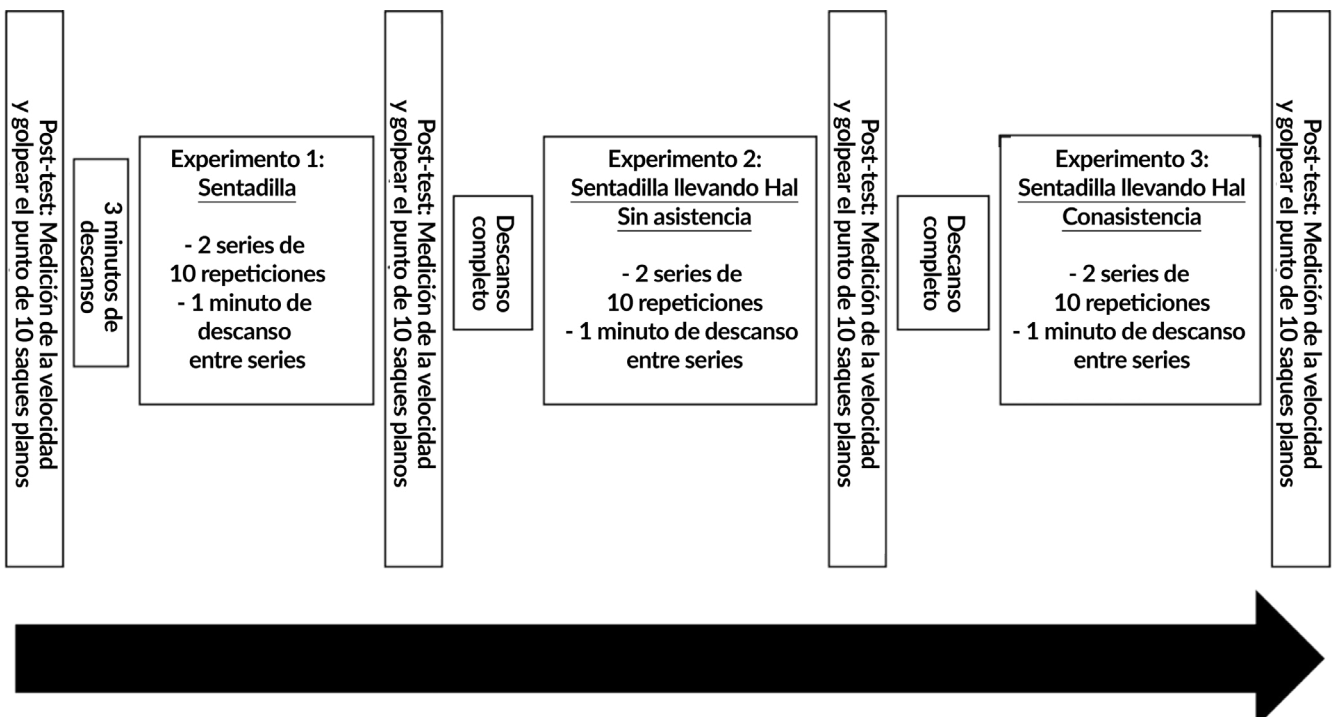 Post-test: Medición de la velocidad
y golpear el punto de 10 saques planos
3 minutos de
descanso
Experimento 1:
Sentadilla
- 2 series de
10 repeticiones
- 1 minuto de
descanso
entre series
Post-test: Medición de la velocidad
y golpear el punto de 10 saques planos
Descanso
completo
Experimento 2:
Sentadilla llevando Hal
Sin asistencia
- 2 series de
10 repeticiones
- 1 minuto de descanso
entre series
Post-test: Medición de la velocidad
y golpear el punto de 10 saques planos
Descanso
completo
Experimento 3:
Sentadilla llevando Hal
Conasistencia
- 2 series de
10 repeticiones
- 1 minuto de descanso
entre series
Post-test: Medición de la velocidad
y golpear el punto de 10 saques planos